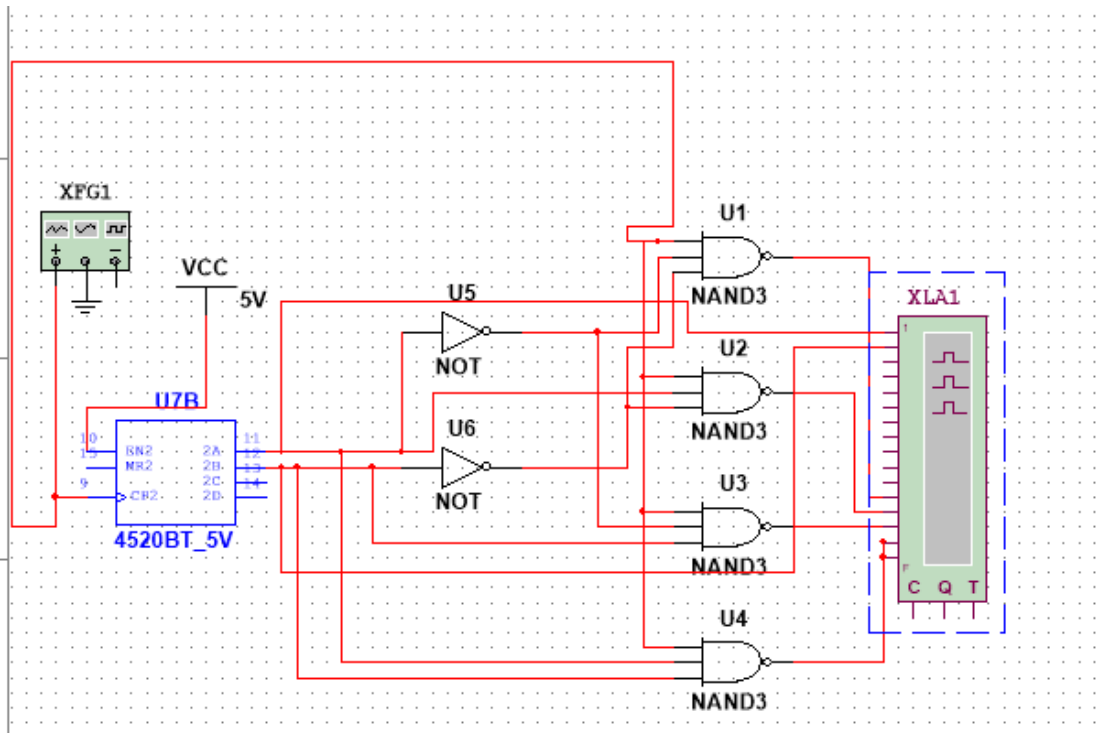 XFG1
+
−
VCC
5V
U1
NAND3
U5
NOT
XLA1
1
U2
NAND3
U7B
10
15
9
EN2
MR2
CP2
2A
2B
2C
2D
11
12
13
14
4520BT_5V
U6
NOT
U3
NAND3
F
C Q T
U4
NAND3